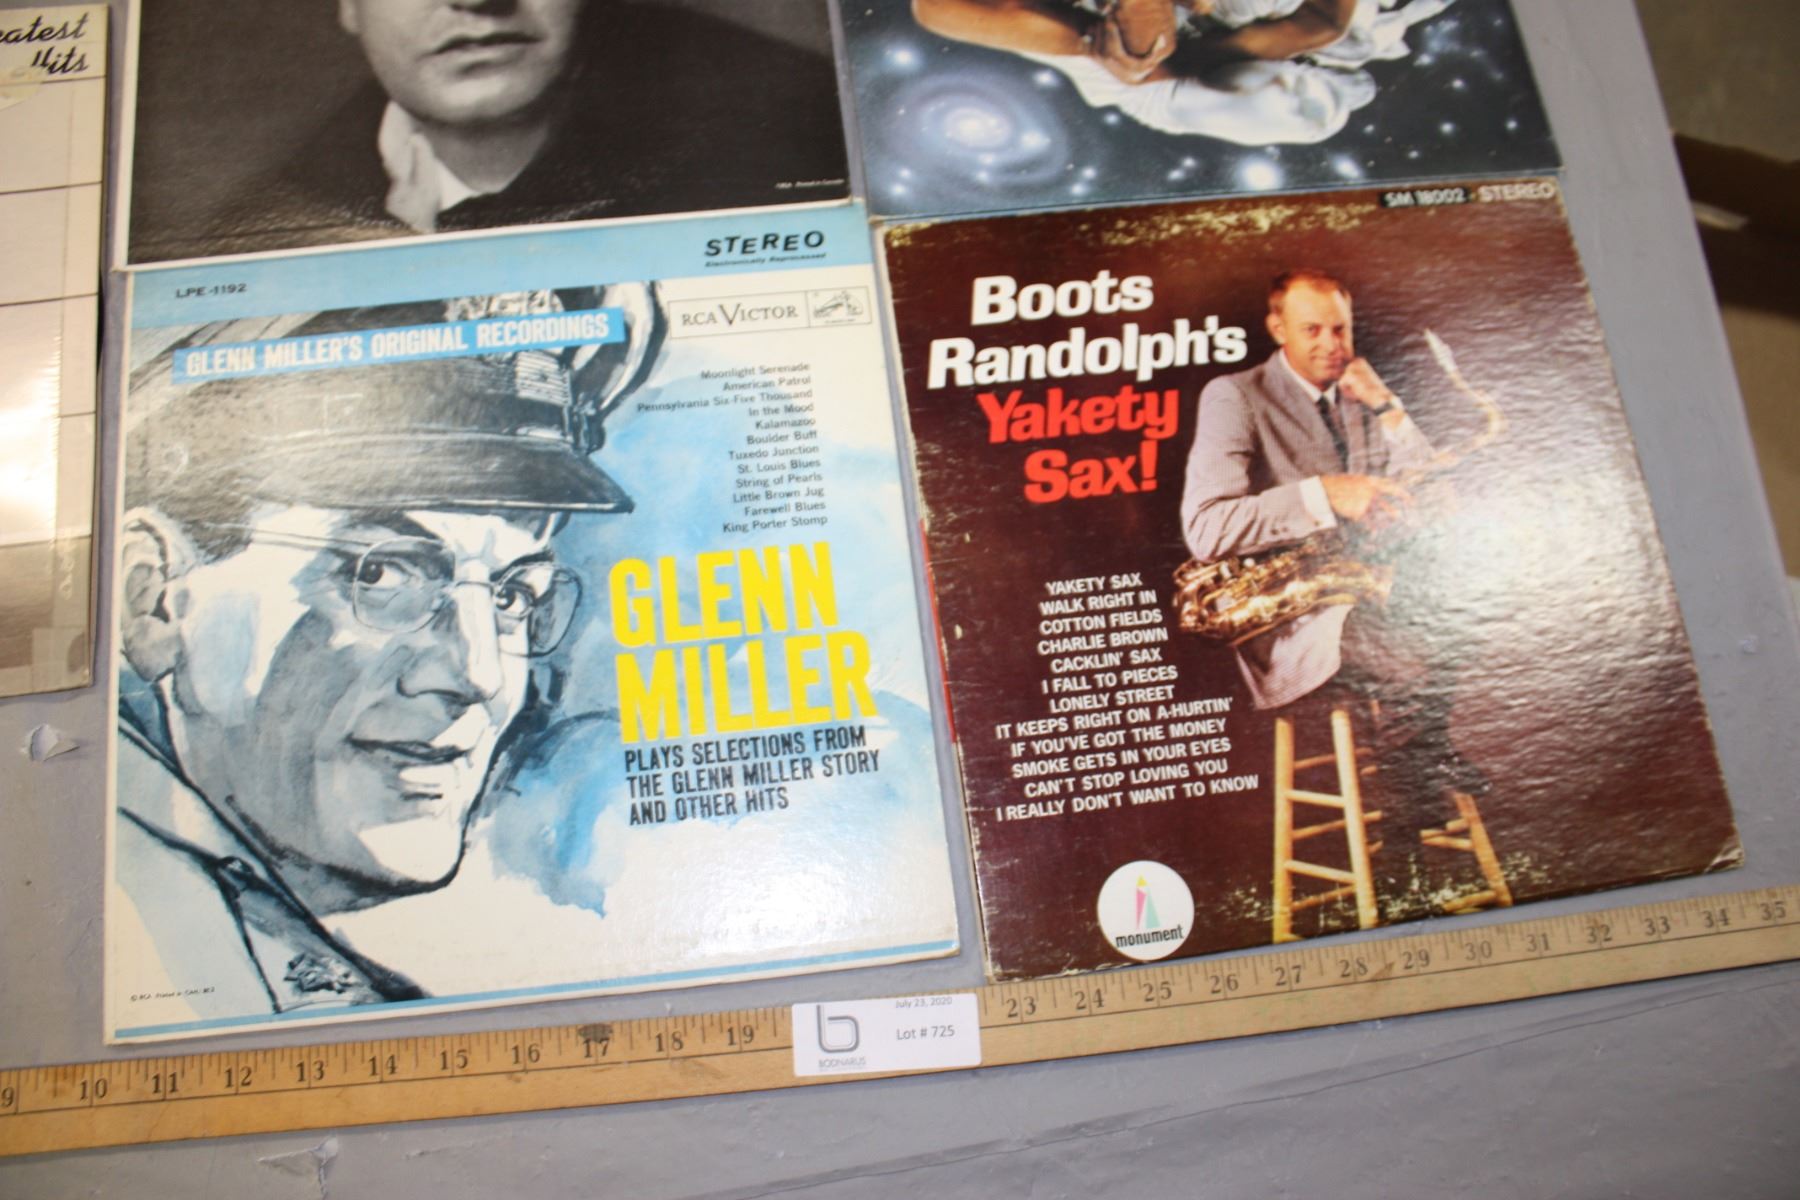 eatest
Hits
LPE-1192
STEREO
Electronically Reprocessed
RCA VICTOR
GLENN MILLER'S ORIGINAL RECORDINGS
Moonlight Serenade
American Patrol
Pennsylvania Six-Five Thousand
In the Mood
Kalamazoo
Boulder Buff
Tuxedo Junction
St. Louis Blues
String of Pearls
Little Brown Jug
Farewell Blues
King Porter Stomp
GLENN
MILLER
PLAYS SELECTIONS FROM
THE GLENN MILLER STORY
AND OTHER HITS
SM 18002 - STEREO
Boots
Randolph's
Yakety
Sax!
YAKETY SAX
WALK RIGHT IN
COTTON FIELDS
CHARLIE BROWN
CACKLIN' SAX
I FALL TO PIECES
LONELY STREET
IT KEEPS RIGHT ON A-HURTIN'
IF YOU'VE GOT THE MONEY
SMOKE GETS IN YOUR EYES
CAN'T STOP LOVING YOU
I REALLY DON'T WANT TO KNOW
monument
9 10 11 12 13 14 15 16 17 18 19 23 24 25 26 27 28 29 30 31 32 33 34 35
July 23, 2020
Lot # 725
b
BODNARUS